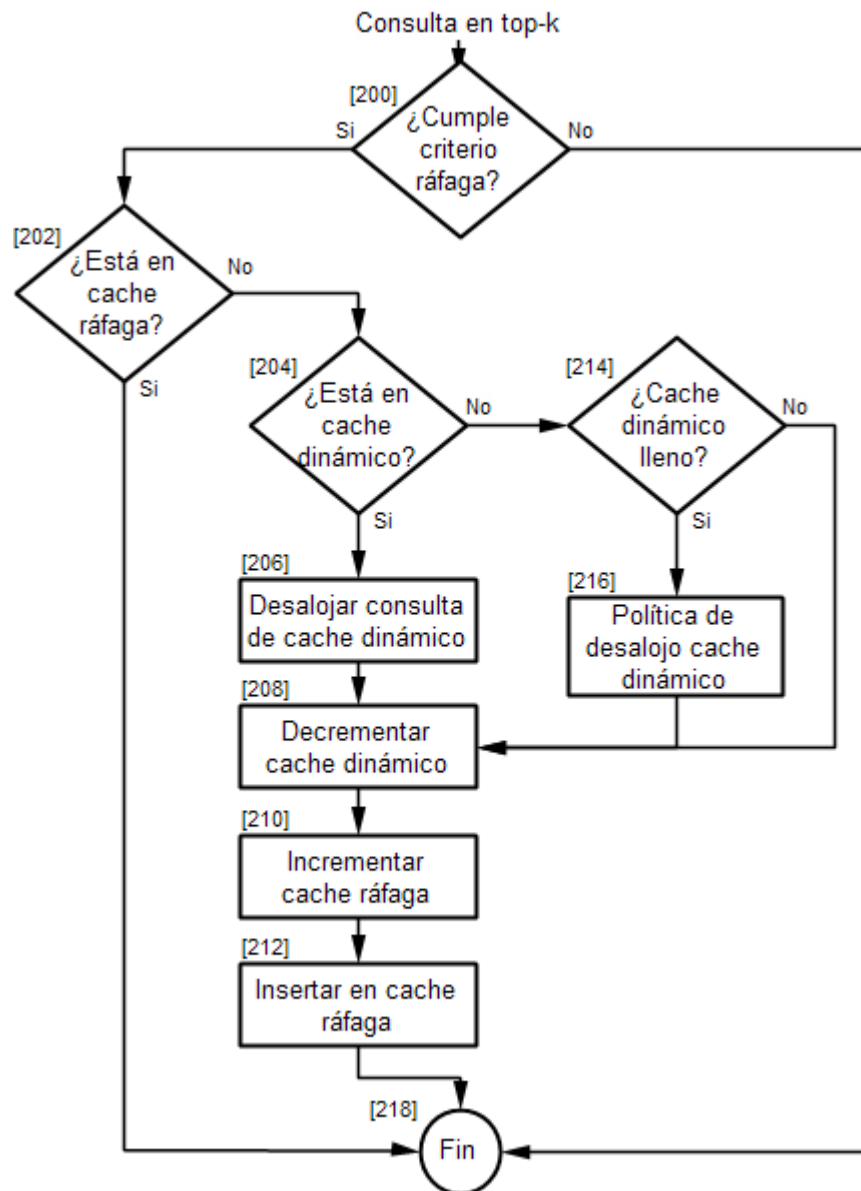 Consulta en top-k
[200]
¿Cumple
criterio
ráfaga?
Si
No
[202]
¿Está en
cache
ráfaga?
No
Si
[204]
¿Está en
cache
dinámico?
No
Si
[214]
¿Cache
dinámico
lleno?
No
Si
[206]
Desalojar consulta
de cache dinámico
[216]
Política de
desalojo cache
dinámico
[208]
Decrementar
cache dinámico
[210]
Incrementar
cache ráfaga
[212]
Insertar en cache
ráfaga
[218]
Fin